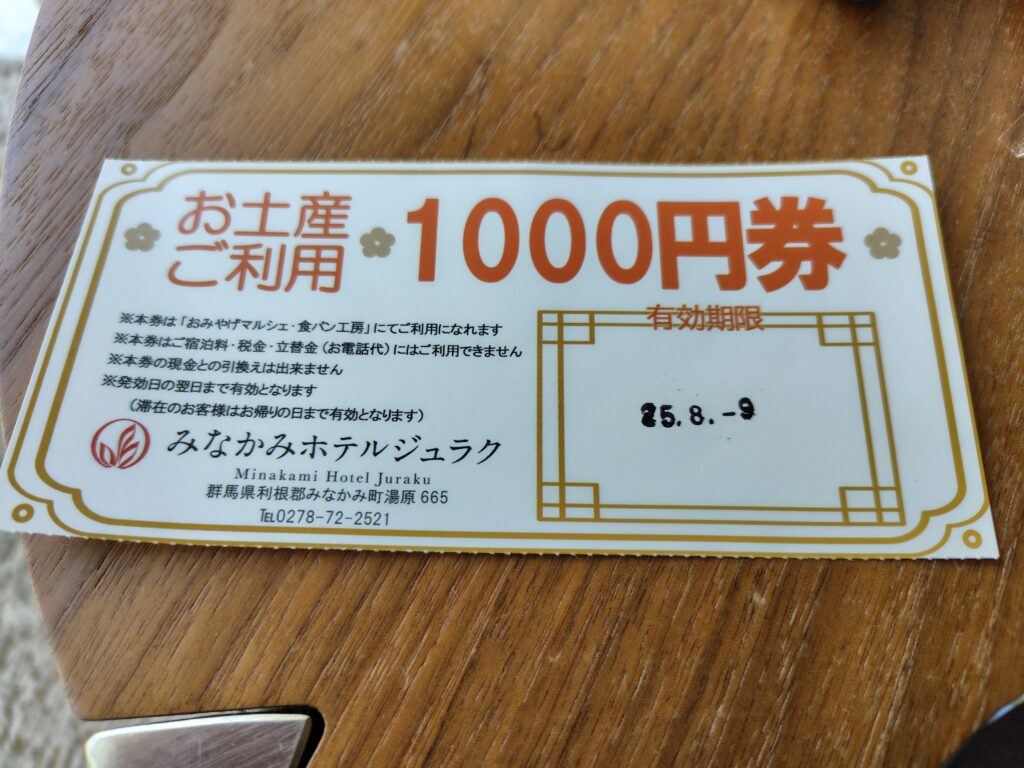 お土産
ご利用
1000円券
※本券は「おみやげマルシェ・食パン工房」にてご利用になれます
※本券はご宿泊料・税金・立替金（お電話代）にはご利用できません
※本券の現金との引換えは出来ません
※発効日の翌日まで有効となります
（滞在のお客様はお帰りの日まで有効となります）
みなかみホテルジュラク
Minakami Hotel Juraku
群馬県利根郡みなかみ町湯原 665
℡0278-72-2521
有効期限
25.8.-9